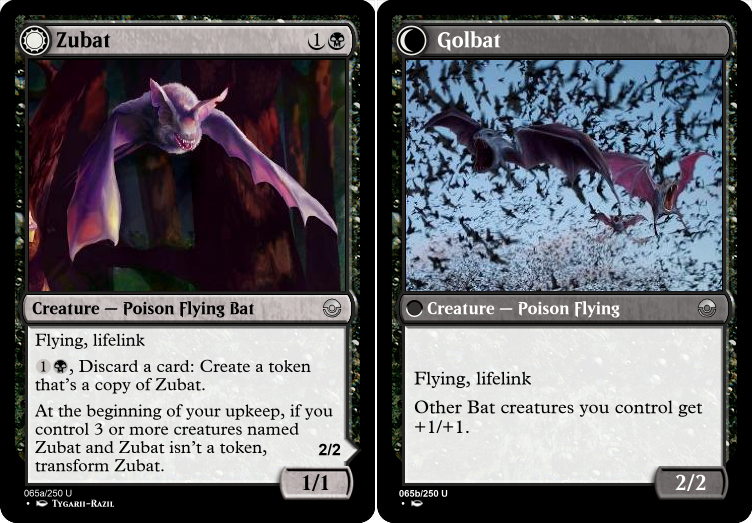 Zubat
1
Creature — Poison Flying Bat
Flying, lifelink
1 , Discard a card: Create a token
that's a copy of Zubat.
At the beginning of your upkeep, if you
control 3 or more creatures named
Zubat and Zubat isn't a token,
transform Zubat.
2/2
1/1
065a/250 U
• Tygarii-Razil
Golbat
Creature — Poison Flying
Flying, lifelink
Other Bat creatures you control get
+1/+1.
2/2
065b/250 U
•